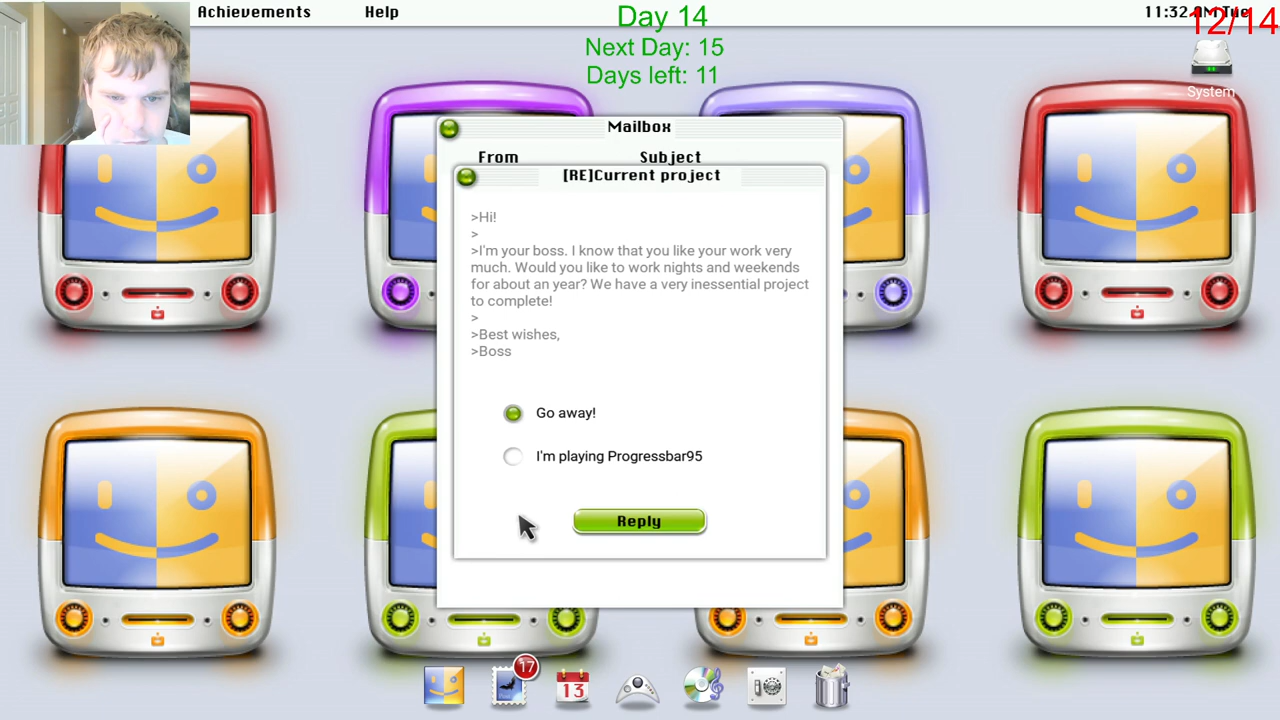 Achievements Help
Day 14
Next Day: 15
Days left: 11
11:32 AM Tue
12/14
System
Mailbox
From Subject
[RE]Current project
>Hi!
>
>I'm your boss. I know that you like your work very
much. Would you like to work nights and weekends
for about an year? We have a very inessential project
to complete!
>
>Best wishes,
>Boss
Go away!
I'm playing Progressbar95
Reply
17
13